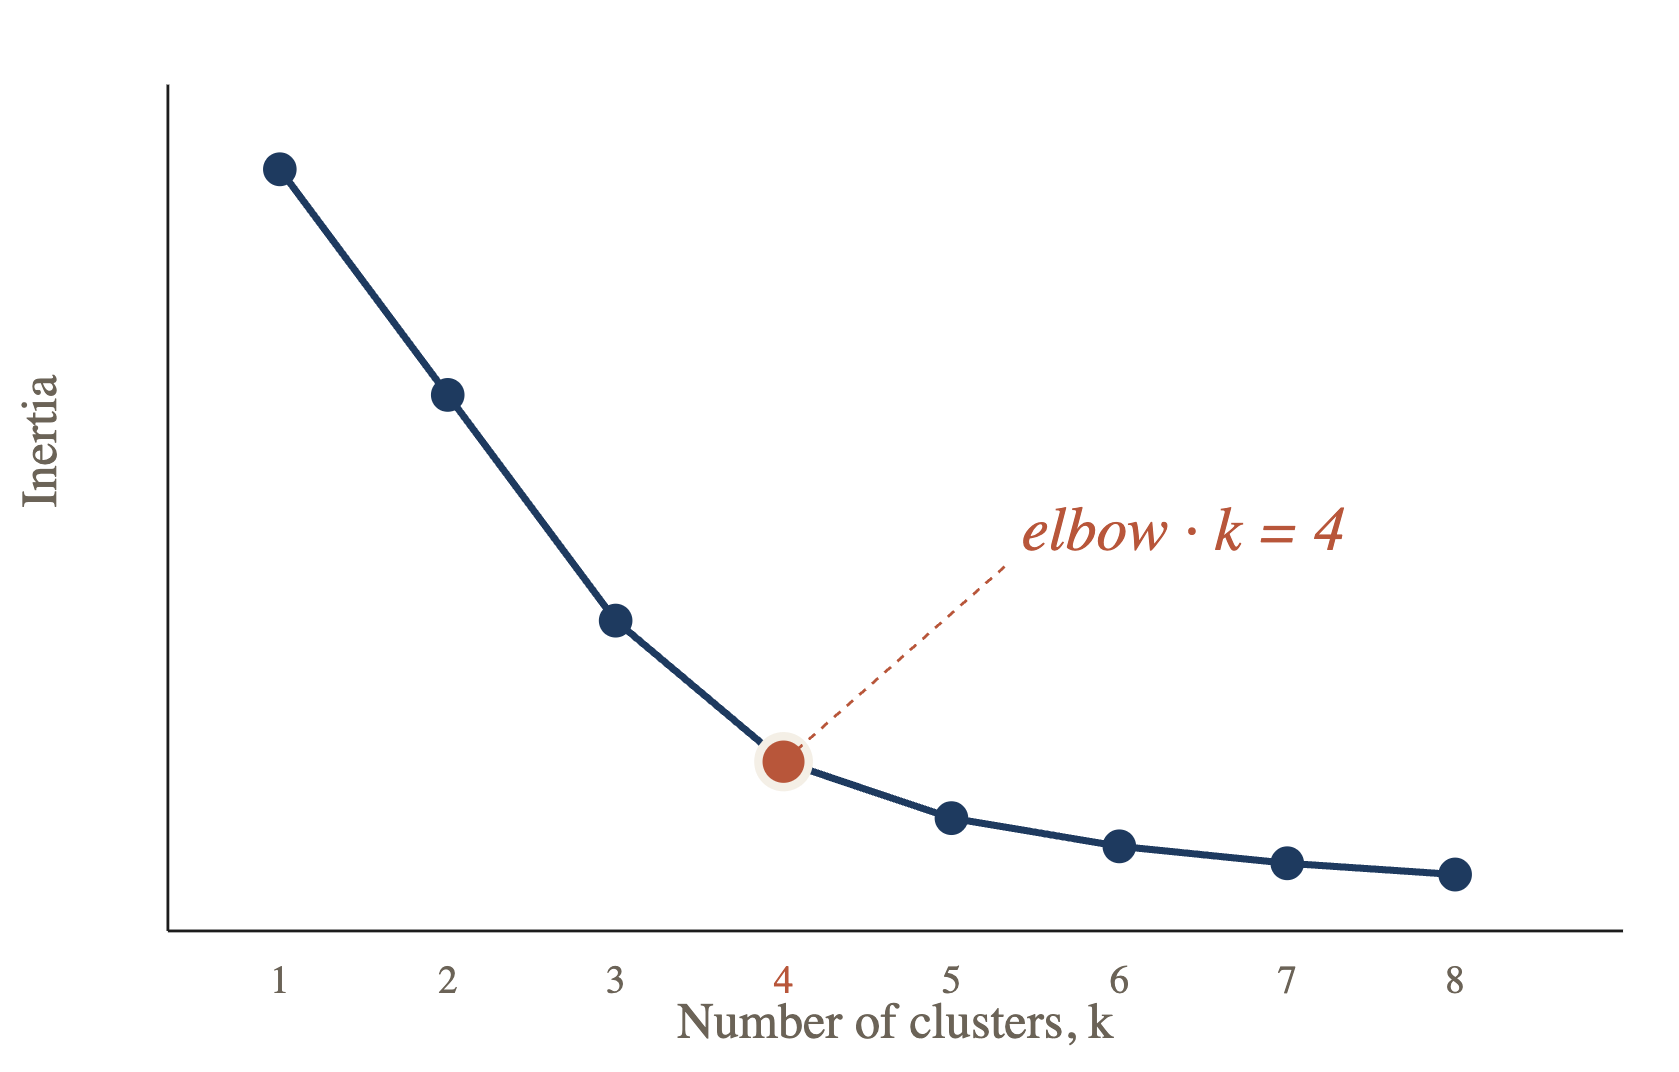 Inertia
elbow · k = 4
1 2 3 4 5 6 7 8
Number of clusters, k